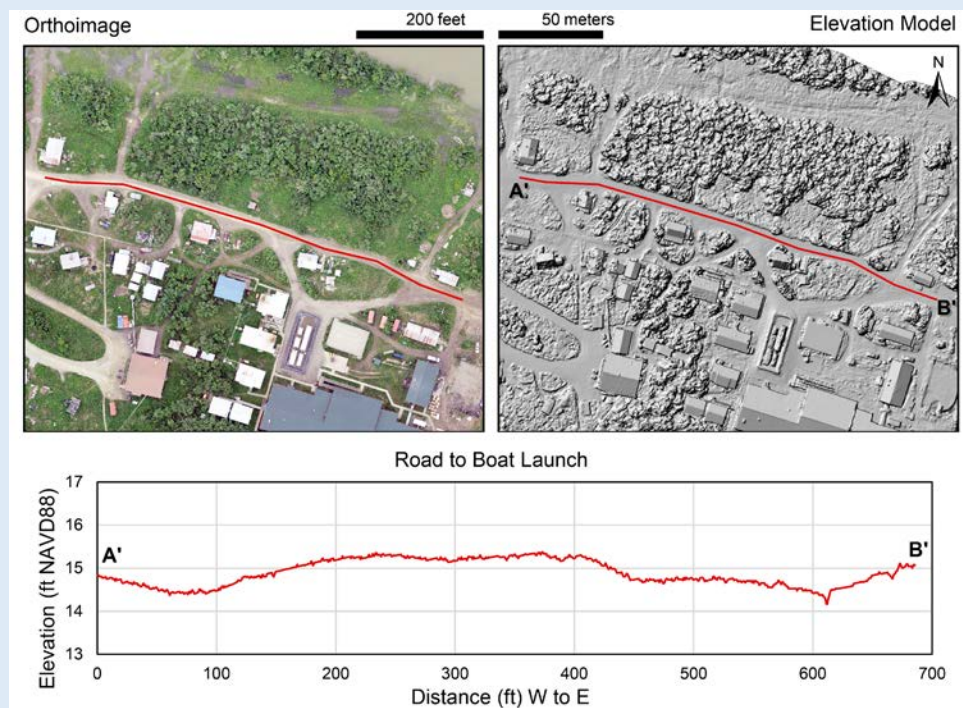 Orthoimage
200 feet
50 meters
Elevation Model
N
A'
B'
Road to Boat Launch
Elevation (ft NAVD88)
17
16
15
14
13
A'
B'
0
100
200
300
400
500
600
700
Distance (ft) W to E